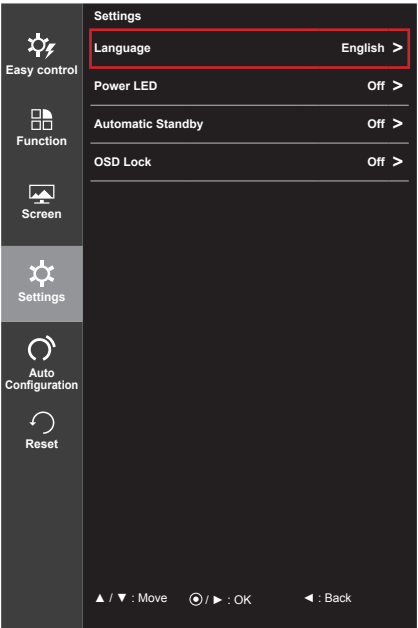 Settings
Language English >
Power LED Off >
Automatic Standby Off >
OSD Lock Off >
Easy control
Function
Screen
Settings
Auto
Configuration
Reset
▲ / ▼ : Move ⦿ / ► : OK ◄ : Back